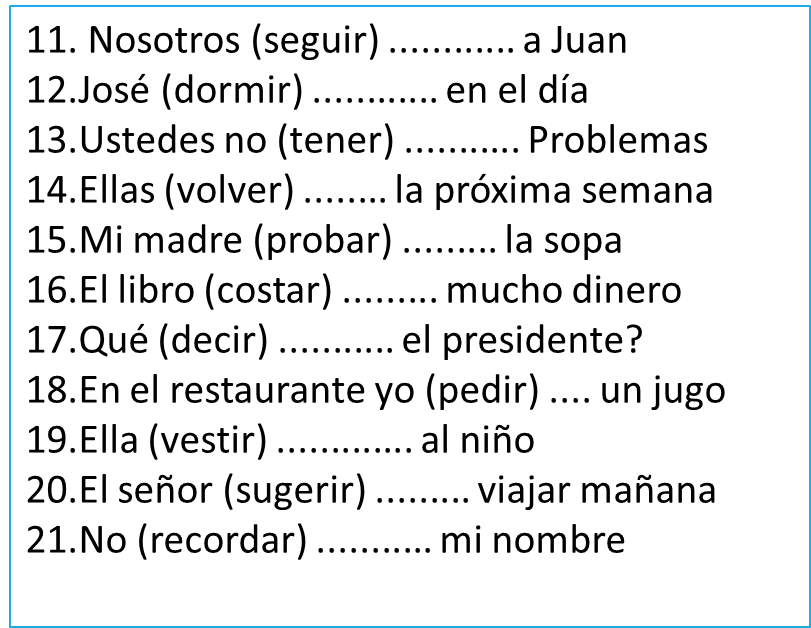 11. Nosotros (seguir) ............ a Juan
12.José (dormir) ............ en el día
13.Ustedes no (tener) ........... Problemas
14.Ellas (volver) ........ la próxima semana
15.Mi madre (probar) ......... la sopa
16.El libro (costar) ......... mucho dinero
17.Qué (decir) ........... el presidente?
18.En el restaurante yo (pedir) .... un jugo
19.Ella (vestir) ............. al niño
20.El señor (sugerir) ......... viajar mañana
21.No (recordar) ........... mi nombre